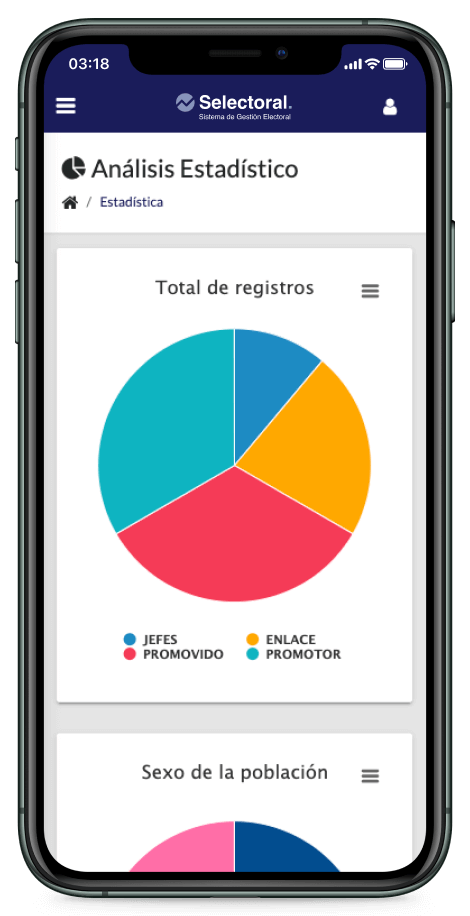 03:18
Selectoral.
Sistema de Gestión Electoral
Análisis Estadístico
/ Estadística
Total de registros
JEFES ENLACE
PROMOVIDO PROMOTOR
Sexo de la población